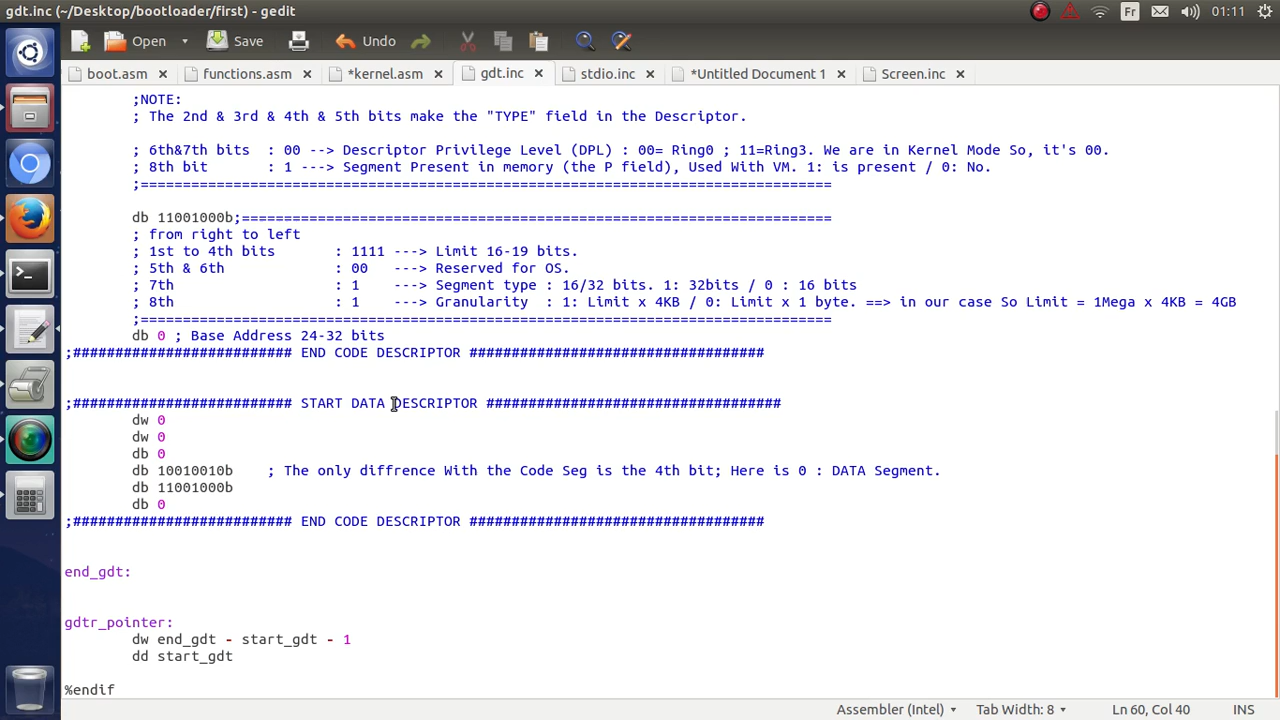 gdt.inc (~/Desktop/bootloader/first) - gedit
Fr 01:11
Open Save Undo
boot.asm functions.asm *kernel.asm gdt.inc stdio.inc *Untitled Document 1 Screen.inc
;NOTE:
; The 2nd & 3rd & 4th & 5th bits make the "TYPE" field in the Descriptor.
; 6th&7th bits  : 00 --> Descriptor Privilege Level (DPL) : 00= Ring0 ; 11=Ring3. We are in Kernel Mode So, it's 00.
; 8th bit       : 1 ---> Segment Present in memory (the P field), Used With VM. 1: is present / 0: No.
;==================================================================================
db 11001000b;======================================================================
; from right to left
; 1st to 4th bits       : 1111 ---> Limit 16-19 bits.
; 5th & 6th             : 00   ---> Reserved for OS.
; 7th                   : 1    ---> Segment type : 16/32 bits. 1: 32bits / 0 : 16 bits
; 8th                   : 1    ---> Granularity  : 1: Limit x 4KB / 0: Limit x 1 byte. ==> in our case So Limit = 1Mega x 4KB = 4GB
;==================================================================================
db 0 ; Base Address 24-32 bits
;########################## END CODE DESCRIPTOR ###################################
;########################## START DATA DESCRIPTOR ###################################
dw 0
dw 0
db 0
db 10010010b    ; The only diffrence With the Code Seg is the 4th bit; Here is 0 : DATA Segment.
db 11001000b
db 0
;########################## END CODE DESCRIPTOR ###################################
end_gdt:
gdtr_pointer:
dw end_gdt - start_gdt - 1
dd start_gdt
%endif
Assembler (Intel) Tab Width: 8 Ln 60, Col 40 INS